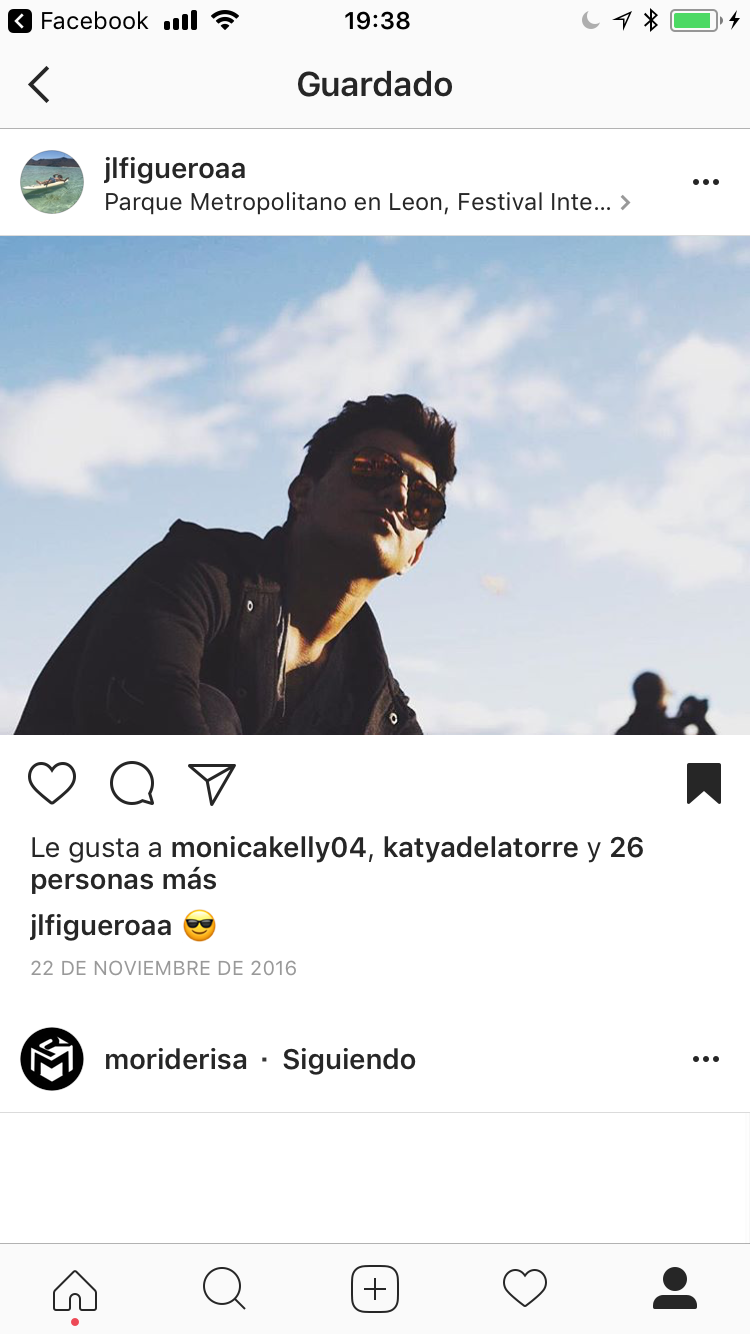 Facebook 19:38
Guardado
jlfigueroaa
Parque Metropolitano en Leon, Festival Inte...
Le gusta a monicakelly04, katyadelatorre y 26
personas más
jlfigueroaa 😎
22 DE NOVIEMBRE DE 2016
moriderisa · Siguiendo